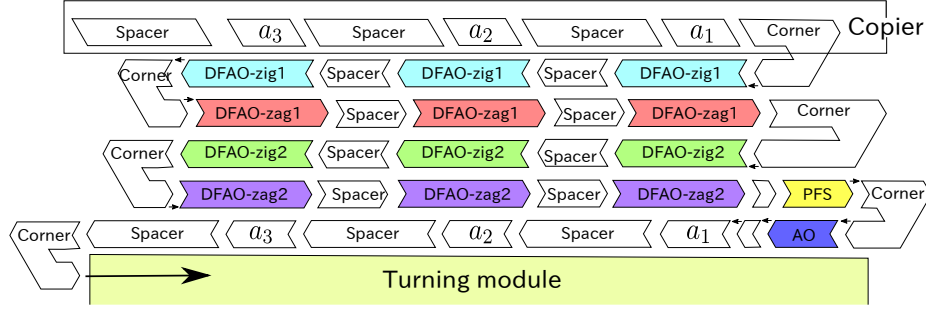 Spacer a₃ Spacer a₂ Spacer a₁ Corner Copier
Corner DFAO-zig1 Spacer DFAO-zig1 Spacer DFAO-zig1
DFAO-zag1 Spacer DFAO-zag1 Spacer DFAO-zag1 Corner
Corner DFAO-zig2 Spacer DFAO-zig2 Spacer DFAO-zig2
DFAO-zag2 Spacer DFAO-zag2 Spacer DFAO-zag2 PFS Corner
Corner Spacer a₃ Spacer a₂ Spacer a₁ AO
Turning module